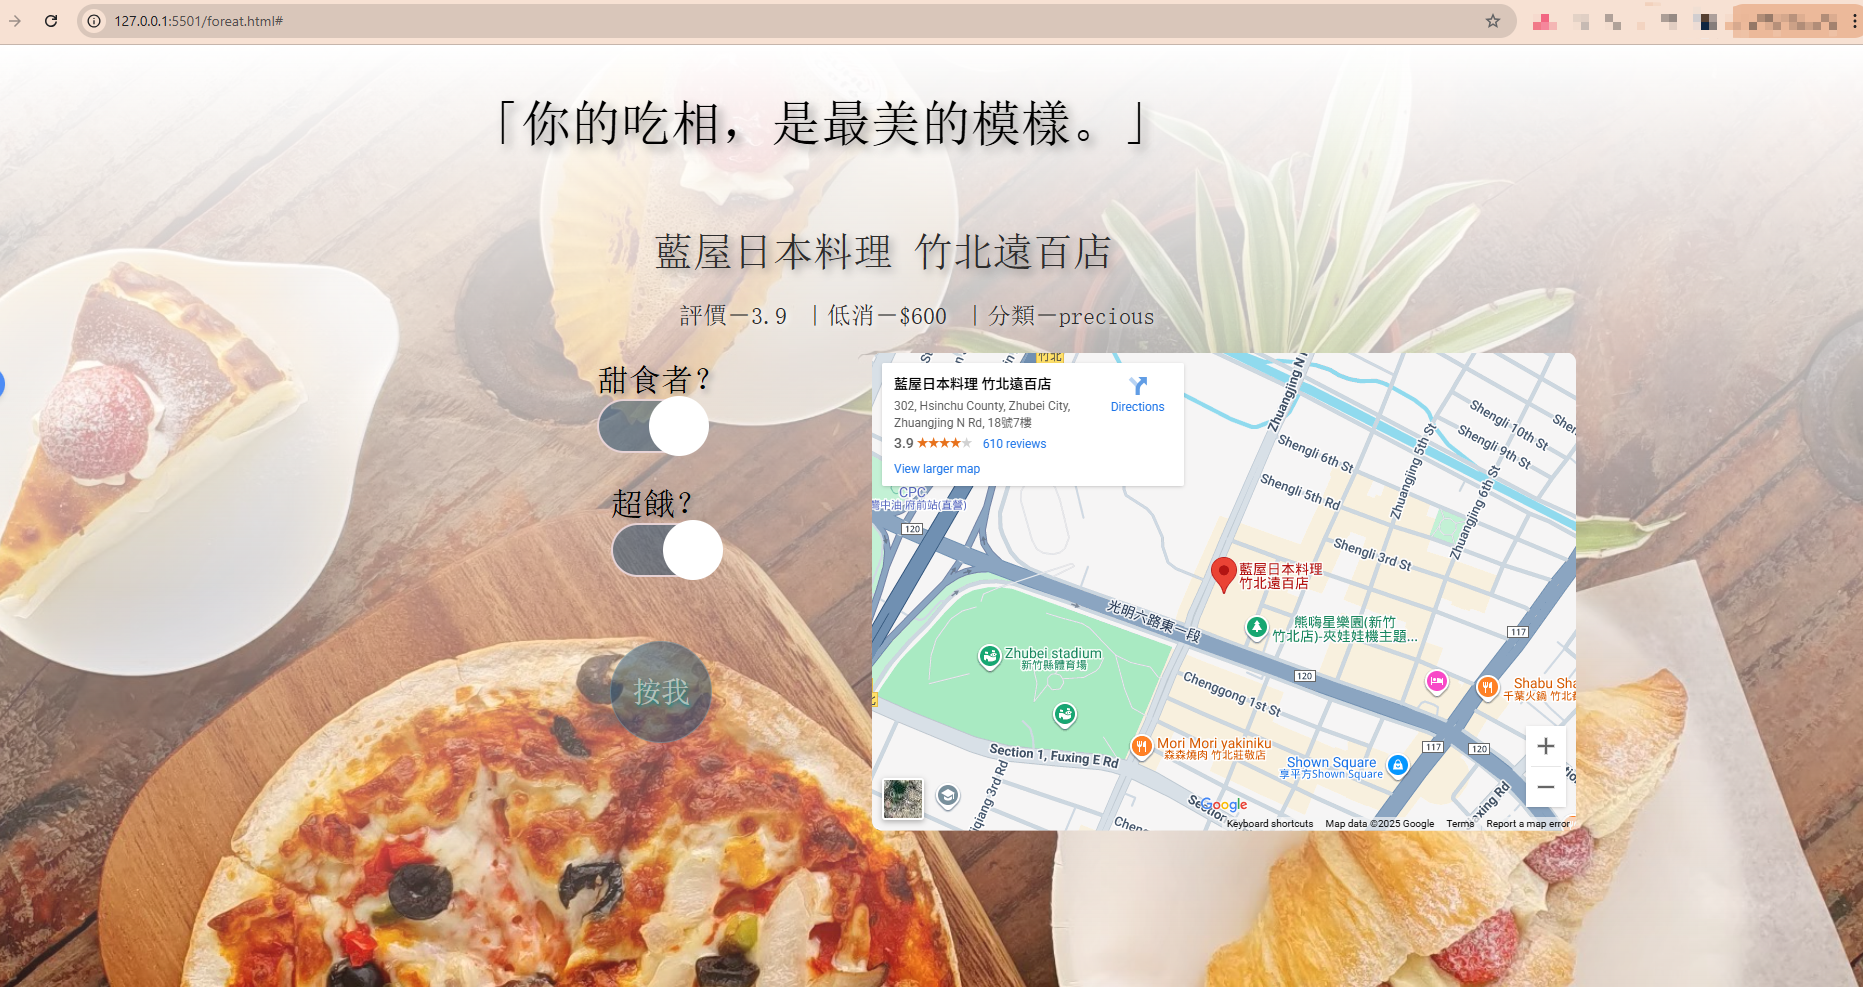 127.0.0.1:5501/foreat.html#
「你的吃相，是最美的模樣。」
藍屋日本料理 竹北遠百店
評價－3.9 ｜低消－$600 ｜分類－precious
甜食者?
超餓?
按我
藍屋日本料理 竹北遠百店
302, Hsinchu County, Zhubei City,
Zhuangjing N Rd, 18號7樓
3.9
610 reviews
Directions
View larger map
竹北
Zhuangjing N
Shengli 10th St
Shengli 9th St
Shengli 6th St
Zhuangjing 5th St
Zhuangjing 6th St
Shengli 5th Rd
Shengli 3rd St
CPC
灣中油 府前站(直營)
120
藍屋日本料理
竹北遠百店
光明六路東一段
熊嗨星樂園(新竹
竹北店)-夾娃娃機主題...
117
Zhubei stadium
新竹縣體育場
120
Chenggong 1st St
Shabu Sha
千葉火鍋 竹北
Mori Mori yakiniku
森森燒肉 竹北莊敬店
Section 1, Fuxing E Rd
117
120
Shown Square
享平方Shown Square
iqiang 3rd Rd
xing Rd
Google
Keyboard shortcuts
Map data ©2025 Google
Terms
Report a map error